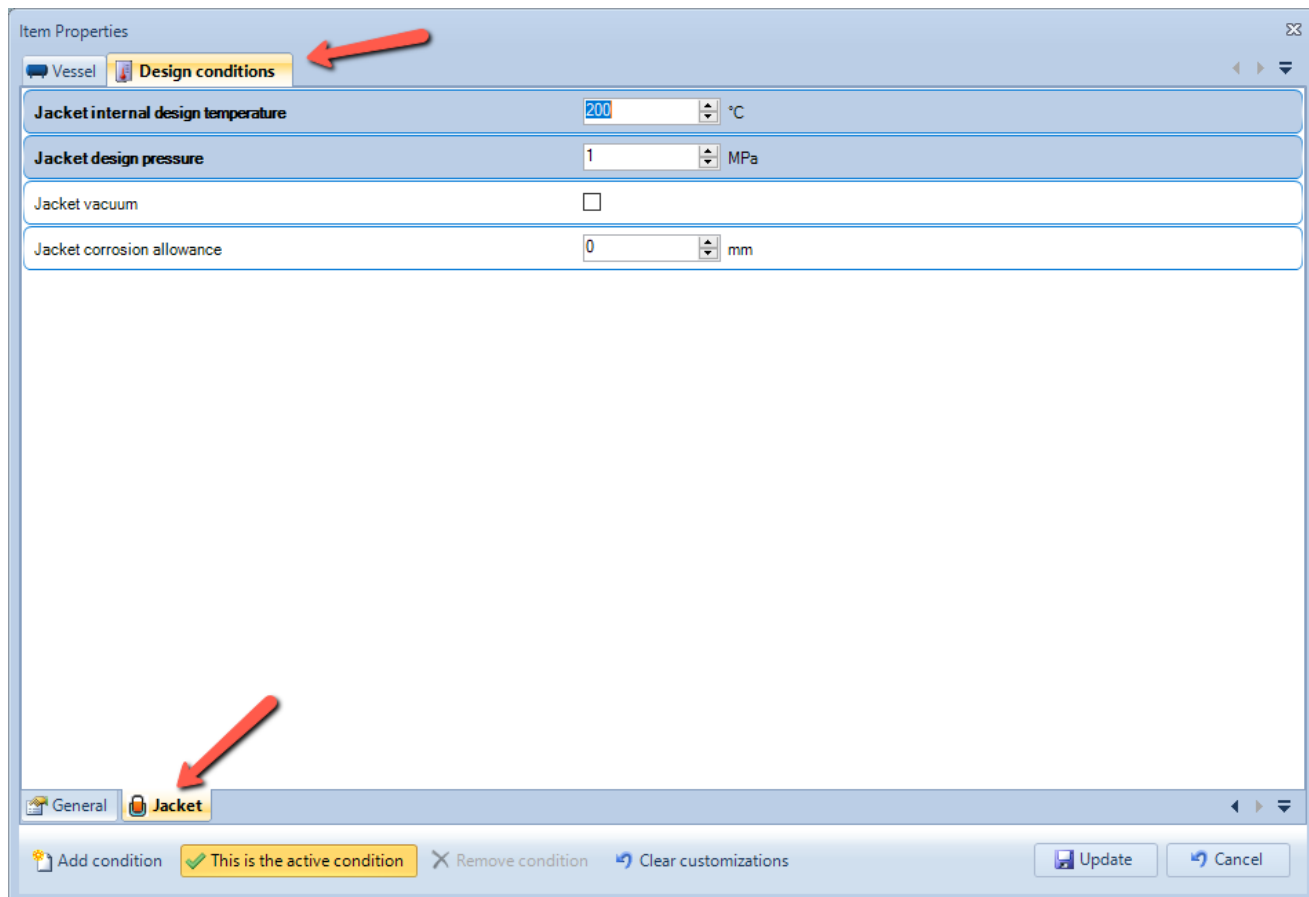 Item Properties
Vessel Design conditions
Jacket internal design temperature 200 °C
Jacket design pressure 1 MPa
Jacket vacuum
Jacket corrosion allowance 0 mm
General Jacket
Add condition This is the active condition Remove condition Clear customizations Update Cancel